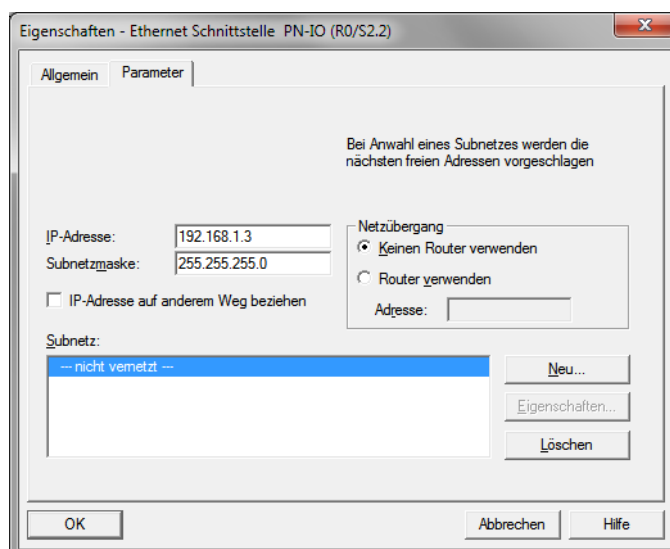 Eigenschaften - Ethernet Schnittstelle PN-IO (R0/S2.2)
Allgemein
Parameter
Bei Anwahl eines Subnetzes werden die
nächsten freien Adressen vorgeschlagen
IP-Adresse:
192.168.1.3
Subnetzmaske:
255.255.255.0
IP-Adresse auf anderem Weg beziehen
Netzübergang
Keinen Router verwenden
Router verwenden
Adresse:
Subnetz:
--- nicht vernetzt ---
Neu...
Eigenschaften...
Löschen
OK
Abbrechen
Hilfe